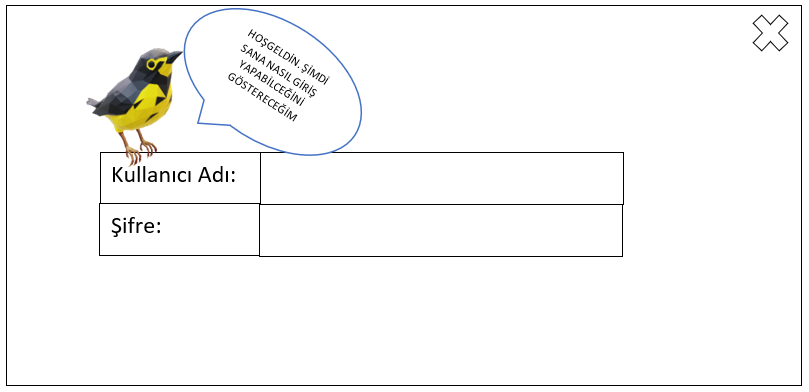 HOŞGELDİN. ŞİMDİ
SANA NASIL GİRİŞ
YAPABİLCEĞİNİ
GÖSTERECEĞİM
Kullanıcı Adı:
Şifre: